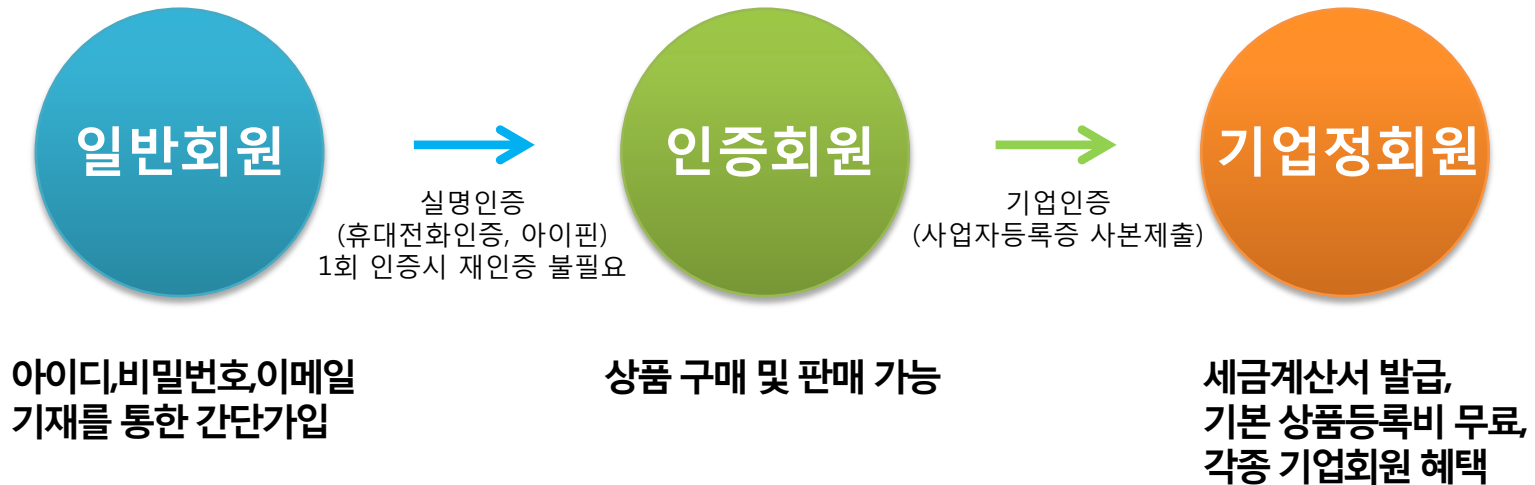 일반회원
실명인증
(휴대전화인증, 아이핀)
1회 인증시 재인증 불필요
인증회원
기업인증
(사업자등록증 사본제출)
기업정회원
아이디,비밀번호,이메일
기재를 통한 간단가입
상품 구매 및 판매 가능
세금계산서 발급,
기본 상품등록비 무료,
각종 기업회원 혜택